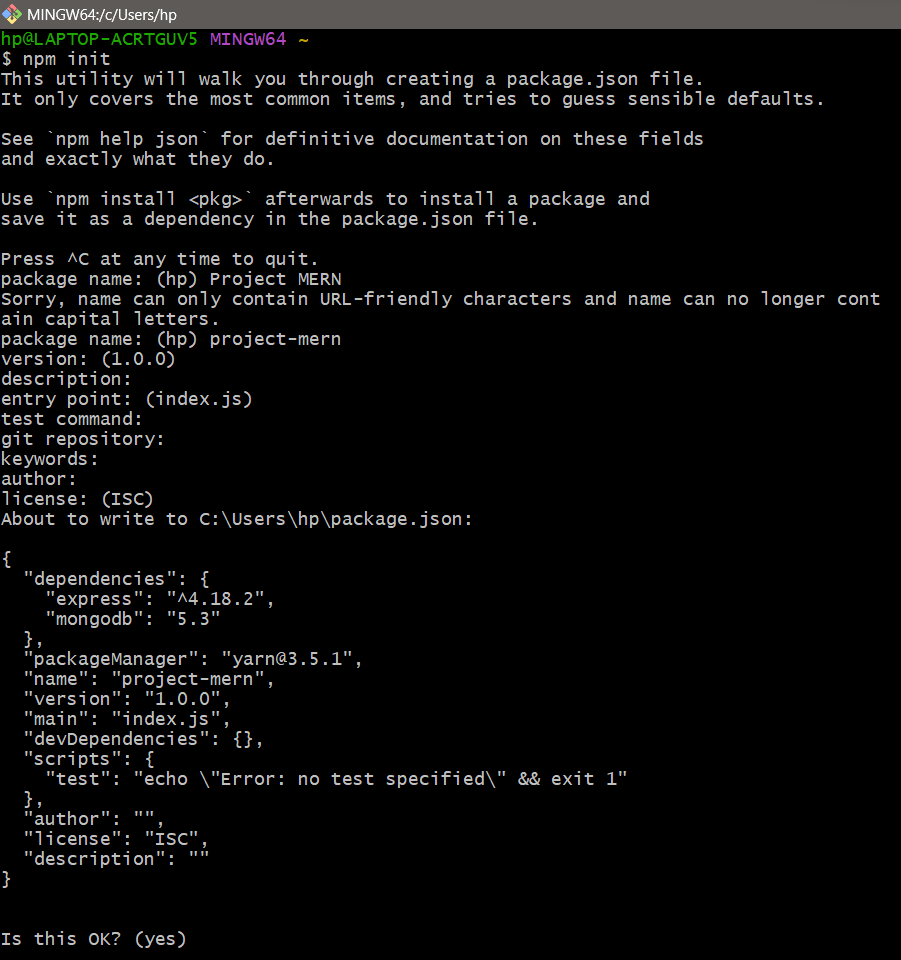 MINGW64:/c/Users/hp
hp@LAPTOP-ACRTGUV5 MINGW64 ~
$ npm init
This utility will walk you through creating a package.json file.
It only covers the most common items, and tries to guess sensible defaults.

See `npm help json` for definitive documentation on these fields
and exactly what they do.

Use `npm install <pkg>` afterwards to install a package and
save it as a dependency in the package.json file.

Press ^C at any time to quit.
package name: (hp) Project MERN
Sorry, name can only contain URL-friendly characters and name can no longer cont
ain capital letters.
package name: (hp) project-mern
version: (1.0.0)
description:
entry point: (index.js)
test command:
git repository:
keywords:
author:
license: (ISC)
About to write to C:\Users\hp\package.json:

{
  "dependencies": {
    "express": "^4.18.2",
    "mongodb": "5.3"
  },
  "packageManager": "yarn@3.5.1",
  "name": "project-mern",
  "version": "1.0.0",
  "main": "index.js",
  "devDependencies": {},
  "scripts": {
    "test": "echo \"Error: no test specified\" && exit 1"
  },
  "author": "",
  "license": "ISC",
  "description": ""
}

Is this OK? (yes)